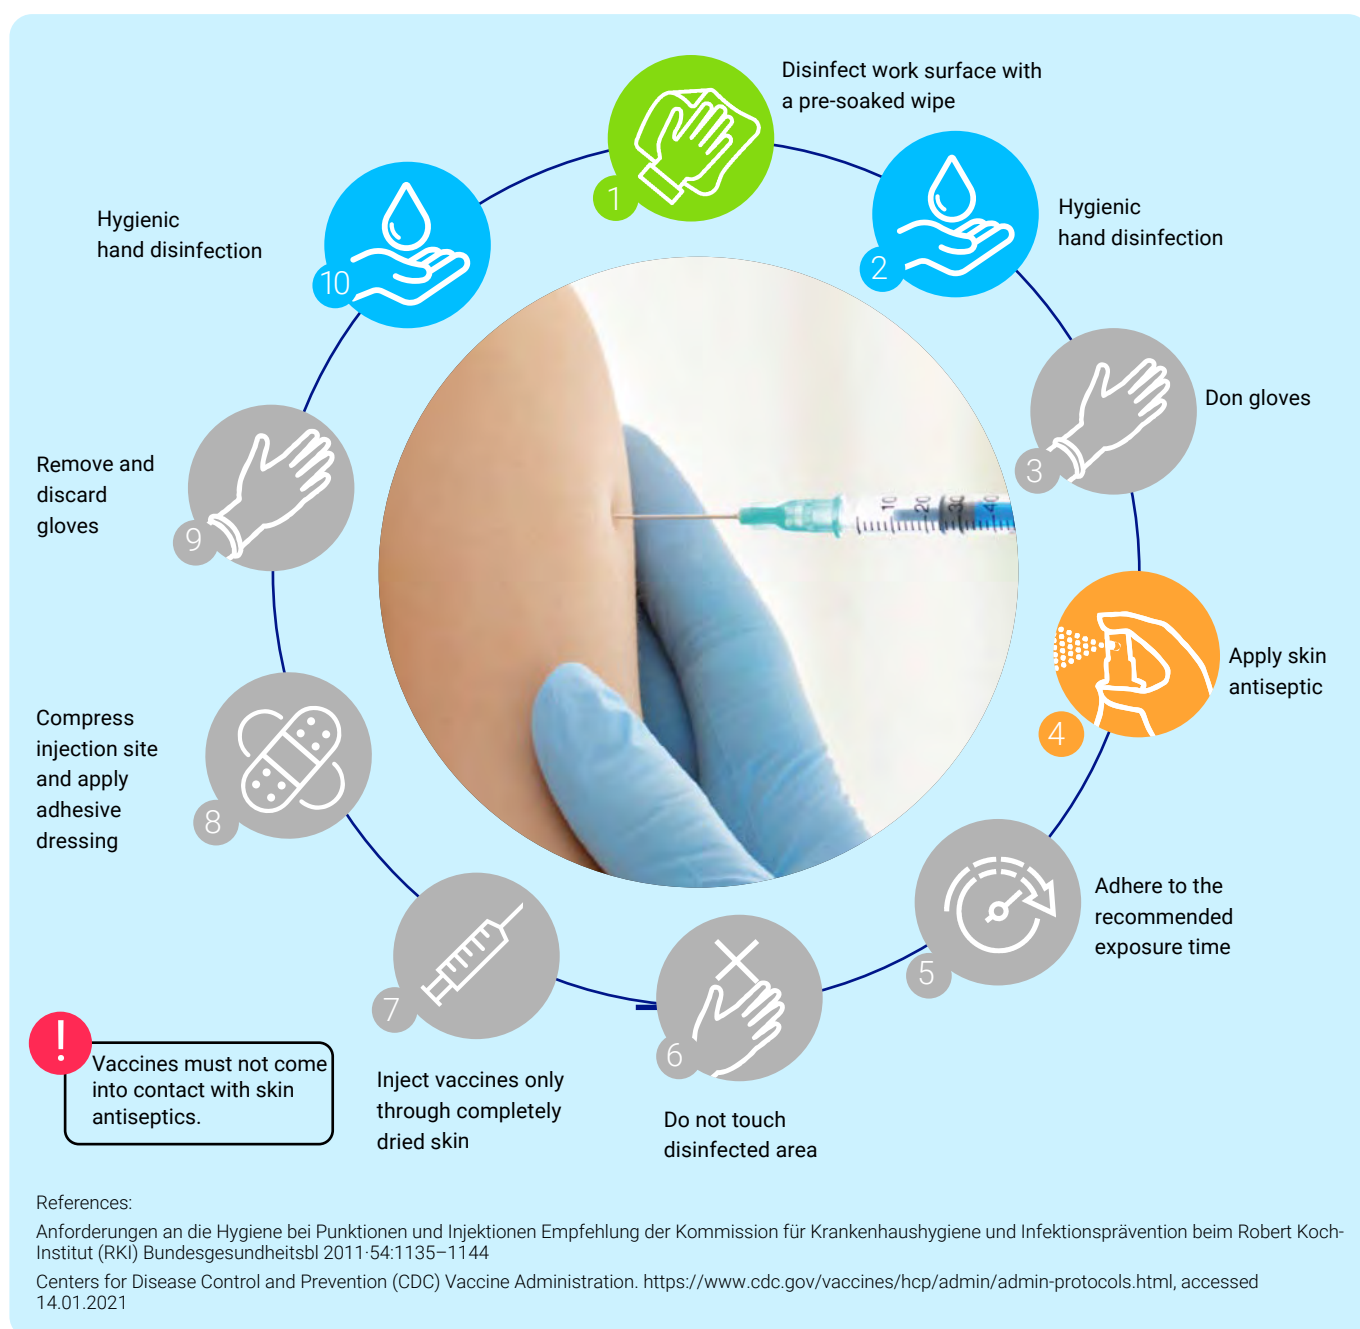 Disinfect work surface with
a pre-soaked wipe
1
Hygienic
hand disinfection
2
Don gloves
3
Apply skin
antiseptic
4
Adhere to the
recommended
exposure time
5
Do not touch
disinfected area
6
Inject vaccines only
through completely
dried skin
7
Compress
injection site
and apply
adhesive
dressing
8
Remove and
discard
gloves
9
Hygienic
hand disinfection
10
10
20
30
40
!
Vaccines must not come
into contact with skin
antiseptics.
References:
Anforderungen an die Hygiene bei Punktionen und Injektionen Empfehlung der Kommission für Krankenhaushygiene und Infektionsprävention beim Robert Koch-
Institut (RKI) Bundesgesundheitsbl 2011·54:1135–1144
Centers for Disease Control and Prevention (CDC) Vaccine Administration. https://www.cdc.gov/vaccines/hcp/admin/admin-protocols.html, accessed
14.01.2021